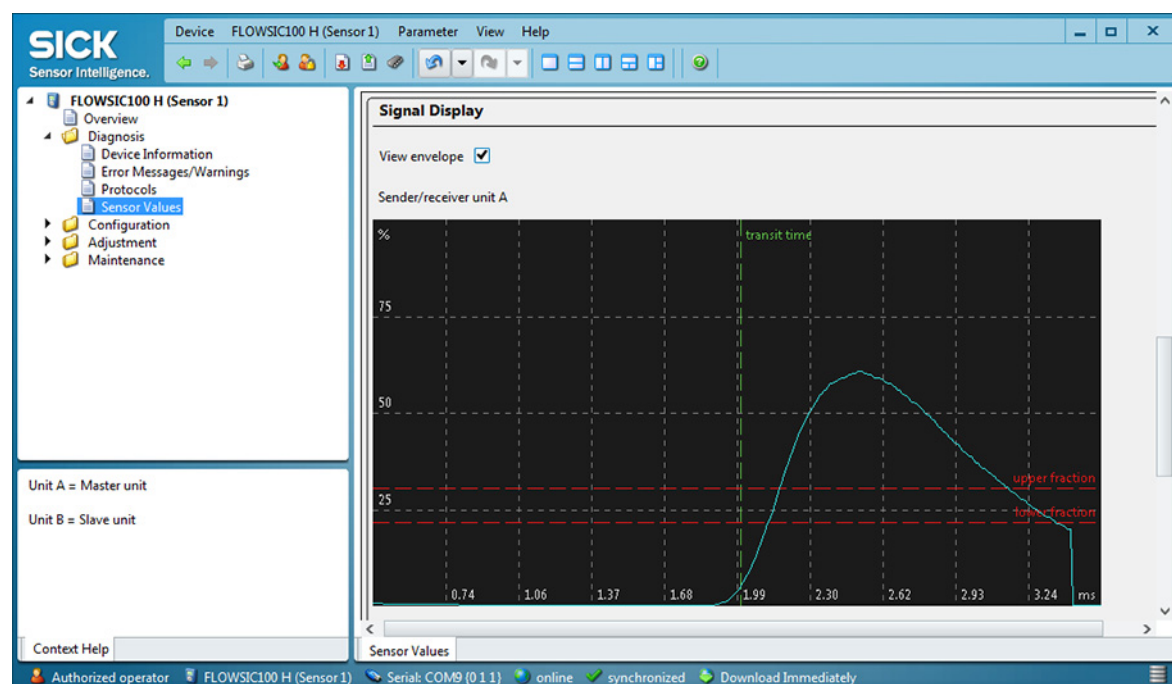 SICK
Sensor Intelligence.
Device FLOWSIC100 H (Sensor 1) Parameter View Help
FLOWSIC100 H (Sensor 1)
Overview
Diagnosis
Device Information
Error Messages/Warnings
Protocols
Sensor Values
Configuration
Adjustment
Maintenance
Unit A = Master unit
Unit B = Slave unit
Context Help
Signal Display
View envelope
Sender/receiver unit A
%
transit time
75
50
upper fraction
25
lower fraction
0.74 1.06 1.37 1.68 1.99 2.30 2.62 2.93 3.24 ms
Sensor Values
Authorized operator FLOWSIC100 H (Sensor 1) Serial: COM9 {0 1 1} online synchronized Download Immediately